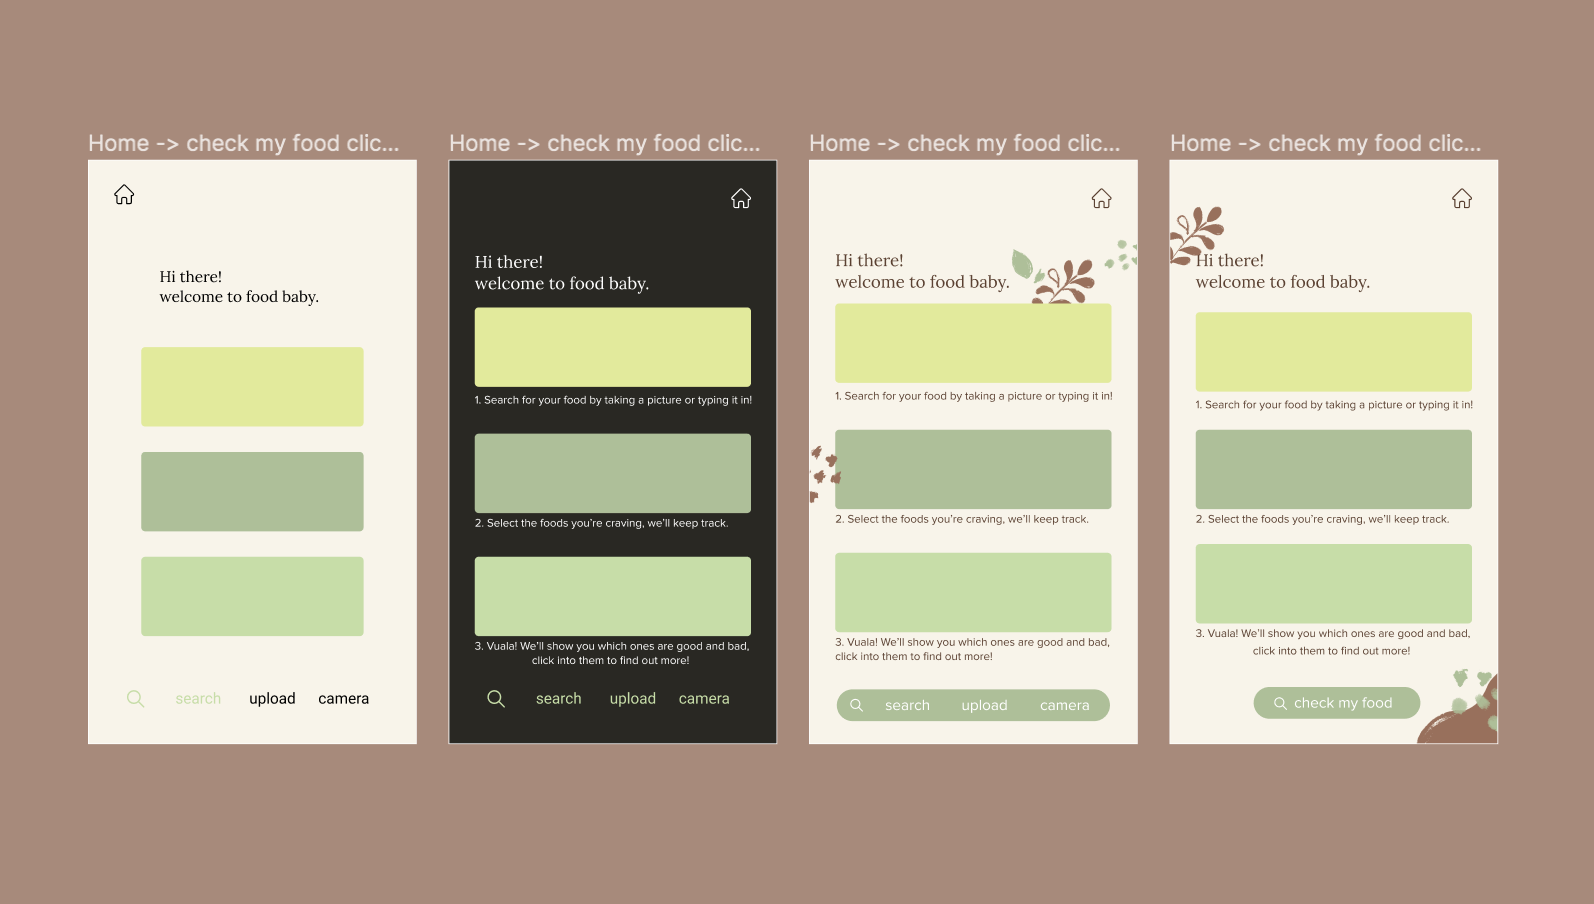 Home -> check my food clic...
Hi there!
welcome to food baby.
search upload camera
Home -> check my food clic...
Hi there!
welcome to food baby.
1. Search for your food by taking a picture or typing it in!
2. Select the foods you're craving, we'll keep track.
3. Vuala! We'll show you which ones are good and bad,
click into them to find out more!
search upload camera
Home -> check my food clic...
Hi there!
welcome to food baby.
1. Search for your food by taking a picture or typing it in!
2. Select the foods you're craving, we'll keep track.
3. Vuala! We'll show you which ones are good and bad,
click into them to find out more!
search upload camera
Home -> check my food clic...
Hi there!
welcome to food baby.
1. Search for your food by taking a picture or typing it in!
2. Select the foods you're craving, we'll keep track.
3. Vuala! We'll show you which ones are good and bad,
click into them to find out more!
check my food